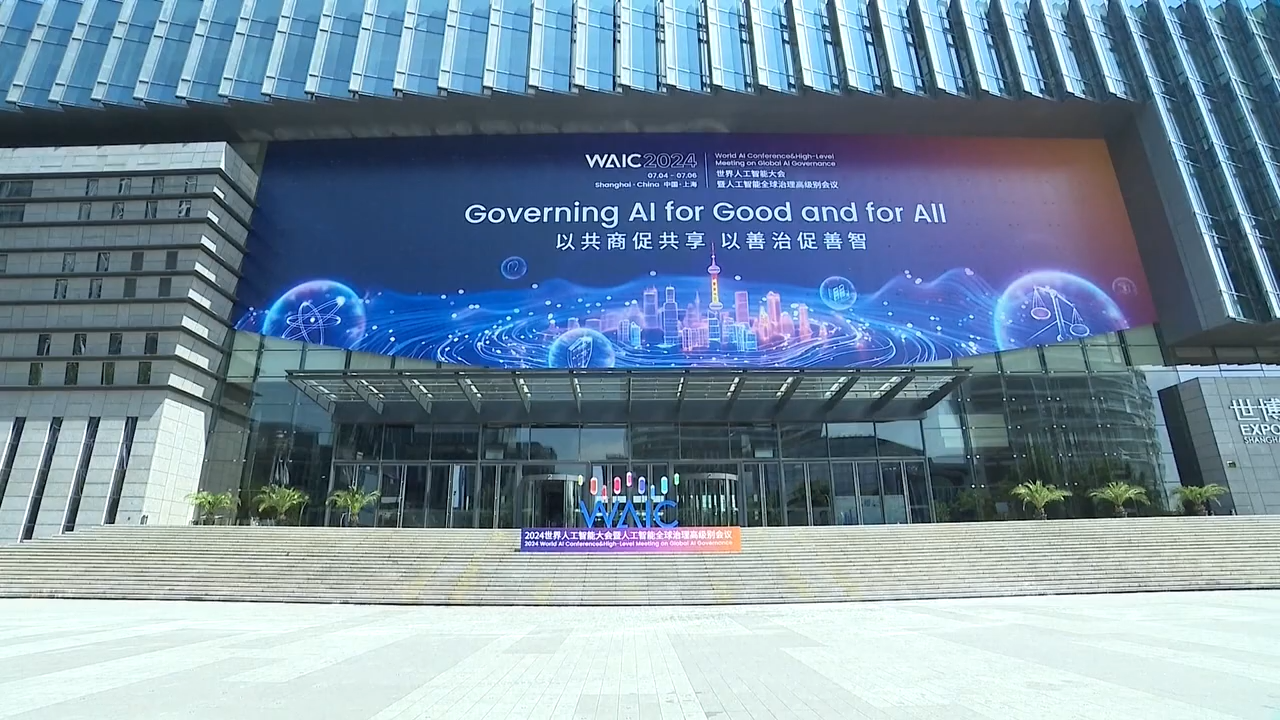 WAIC 2024
07.04 - 07.06
Shanghai · China 中国 · 上海
World AI Conference&High-Level
Meeting on Global AI Governance
世界人工智能大会
暨人工智能全球治理高级别会议
Governing AI for Good and for All
以共商促共享 以善治促善智
WAIC
2024世界人工智能大会暨人工智能全球治理高级别会议
2024 World AI Conference&High-Level Meeting on Global AI Governance
世博
EXPO
SHANGHA